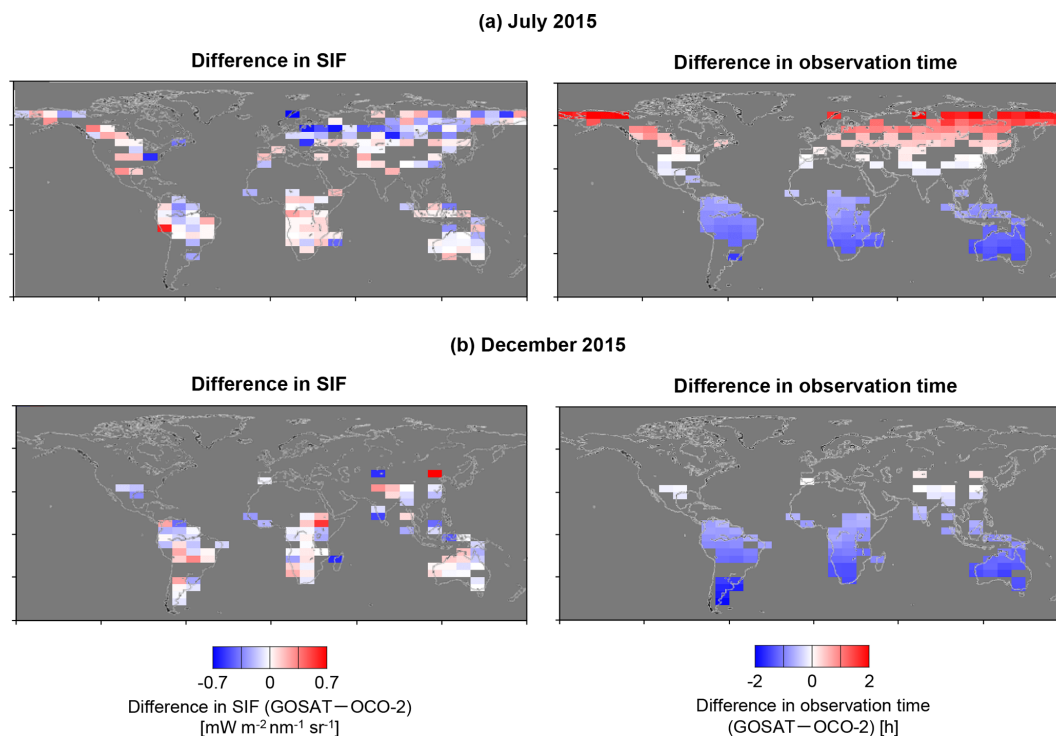 (a) July 2015
Difference in SIF
Difference in observation time
(b) December 2015
Difference in SIF
Difference in observation time
-0.7 0 0.7
Difference in SIF (GOSAT－OCO-2)
[mW m⁻² nm⁻¹ sr⁻¹]
-2 0 2
Difference in observation time
(GOSAT－OCO-2) [h]